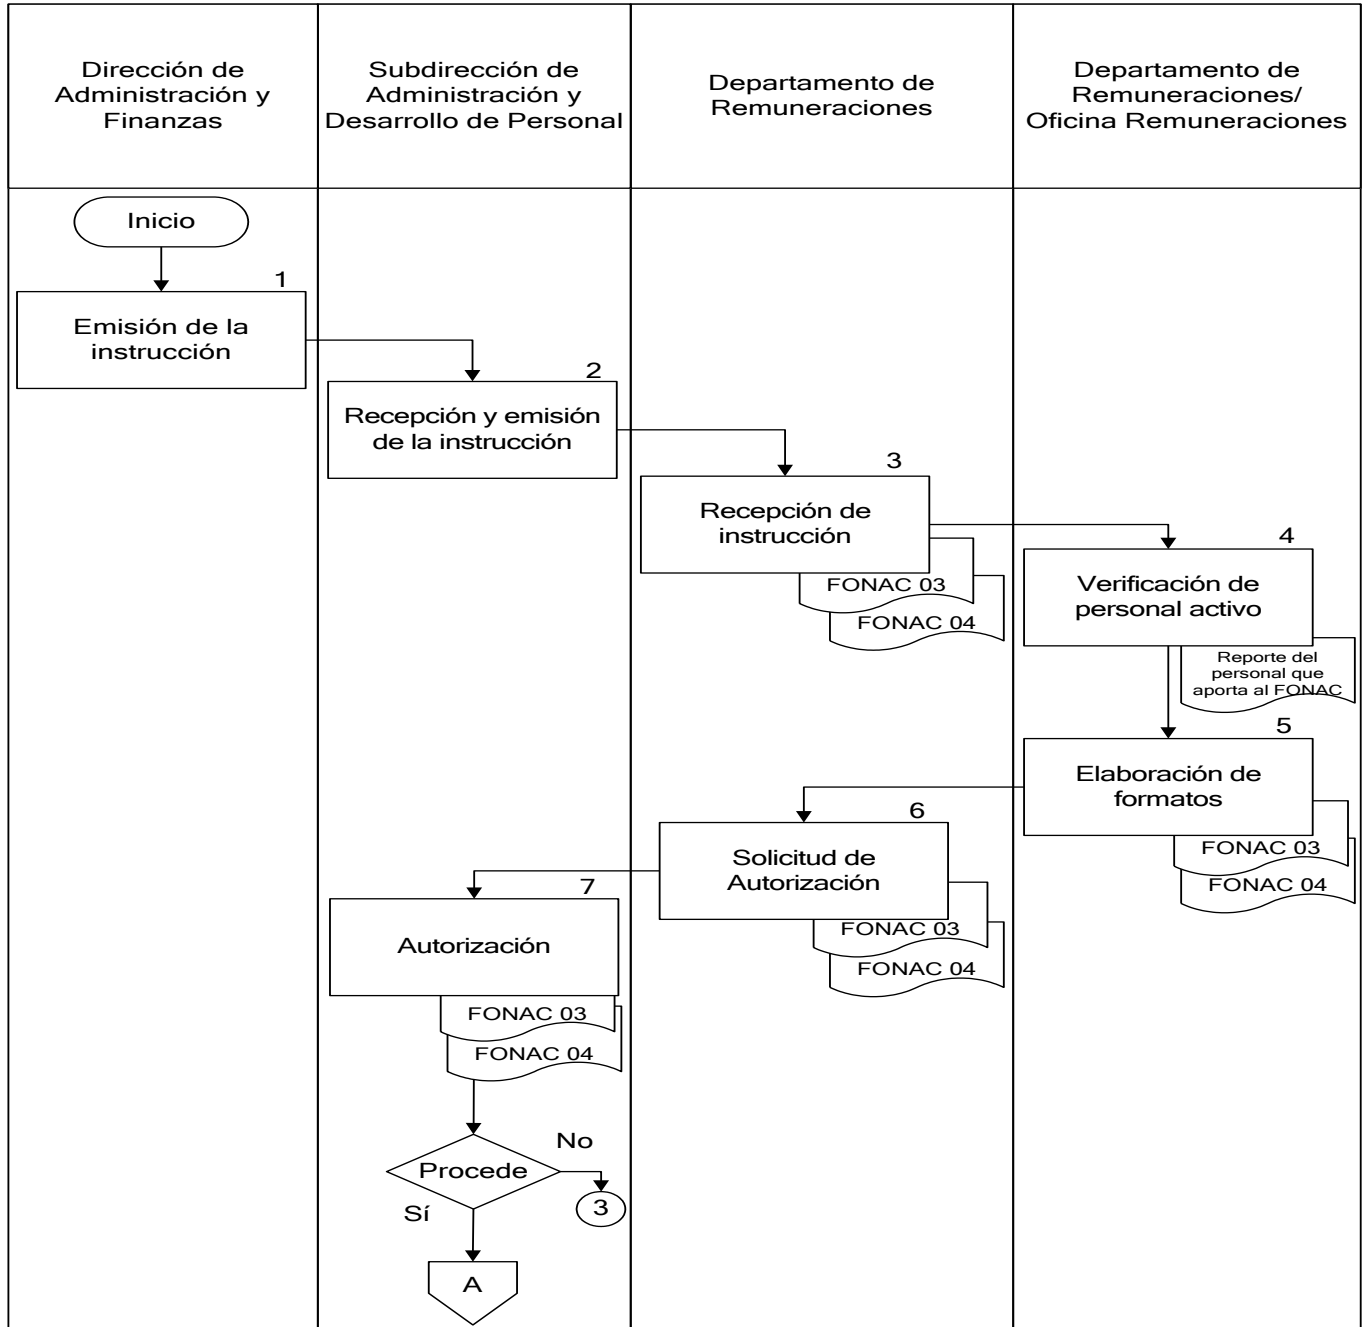 Dirección de
Administración y
Finanzas
Subdirección de
Administración y
Desarrollo de Personal
Departamento de
Remuneraciones
Departamento de
Remuneraciones/
Oficina Remuneraciones
Inicio
1
Emisión de la
instrucción
2
Recepción y emisión
de la instrucción
3
Recepción de
instrucción
FONAC 03
FONAC 04
4
Verificación de
personal activo
Reporte del
personal que
aporta al FONAC
5
Elaboración de
formatos
FONAC 03
FONAC 04
6
Solicitud de
Autorización
FONAC 03
FONAC 04
7
Autorización
FONAC 03
FONAC 04
Procede
No
3
Sí
A